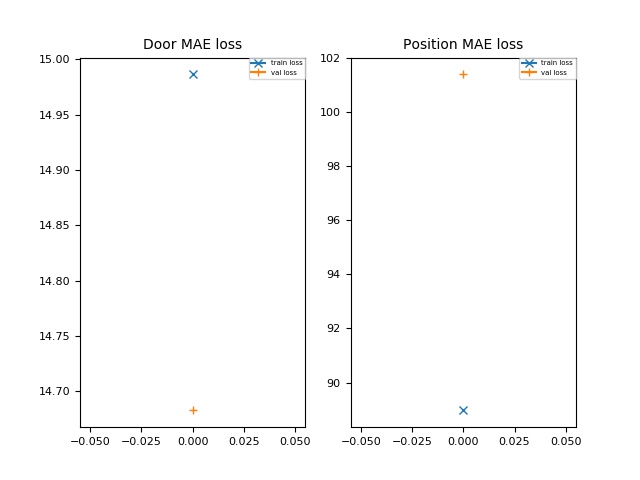 Door MAE loss
train loss
val loss
15.00
14.95
14.90
14.85
14.80
14.75
14.70
−0.050 −0.025 0.000 0.025 0.050
Position MAE loss
train loss
val loss
102
100
98
96
94
92
90
−0.050 −0.025 0.000 0.025 0.050